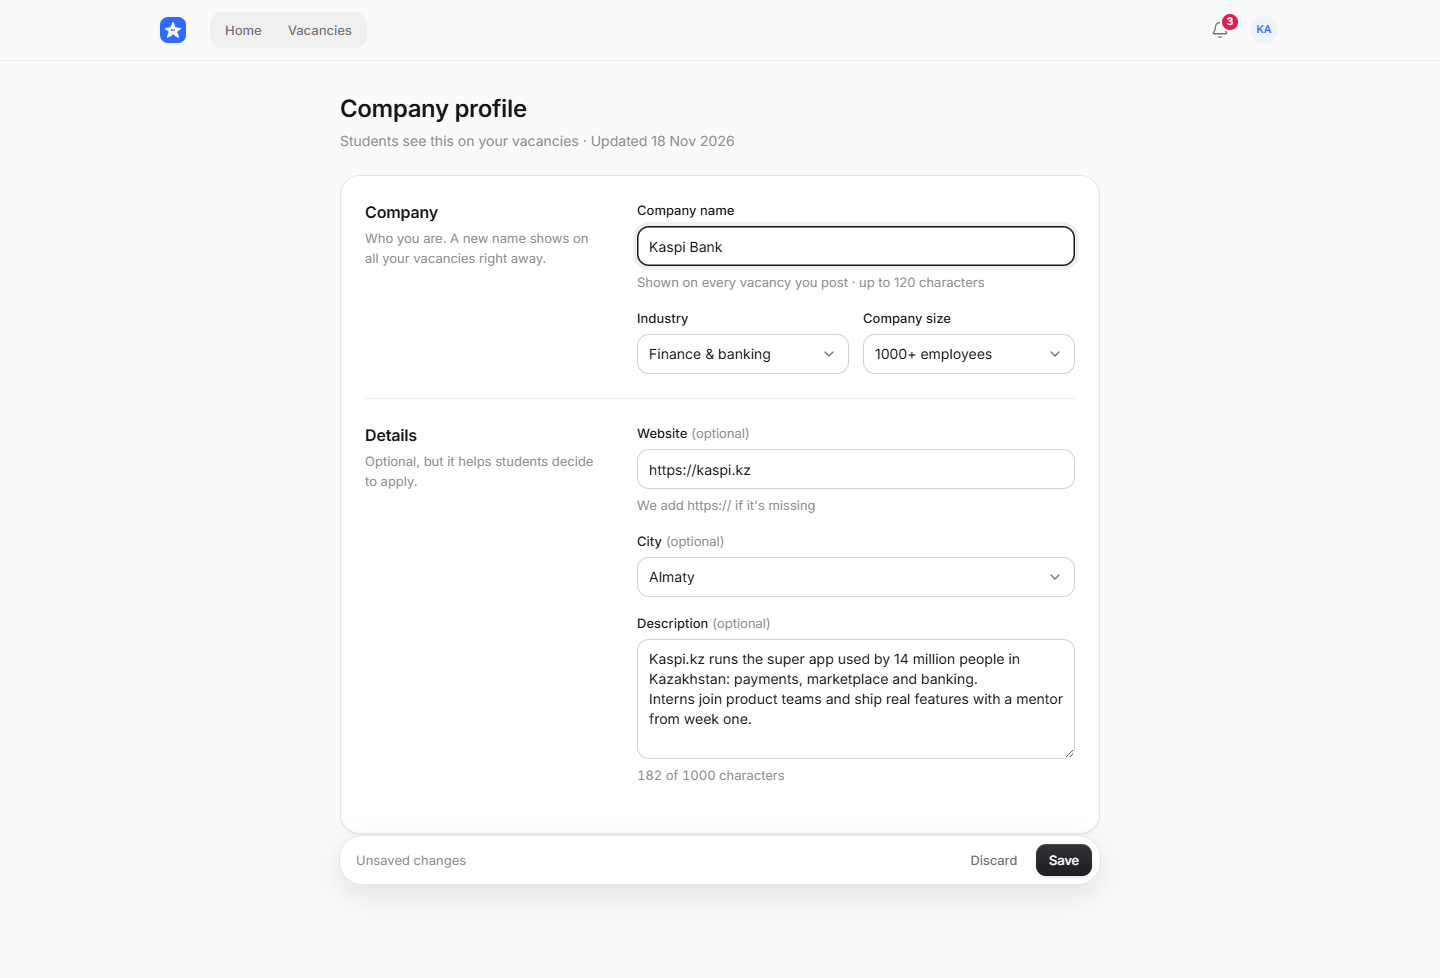 Home
Vacancies
3
KA
Company profile
Students see this on your vacancies · Updated 18 Nov 2026
Company
Who you are. A new name shows on
all your vacancies right away.
Company name
Kaspi Bank
Shown on every vacancy you post · up to 120 characters
Industry
Company size
Finance & banking
1000+ employees
Details
Optional, but it helps students decide
to apply.
Website (optional)
https://kaspi.kz
We add https:// if it's missing
City (optional)
Almaty
Description (optional)
Kaspi.kz runs the super app used by 14 million people in
Kazakhstan: payments, marketplace and banking.
Interns join product teams and ship real features with a mentor
from week one.
182 of 1000 characters
Unsaved changes
Discard
Save